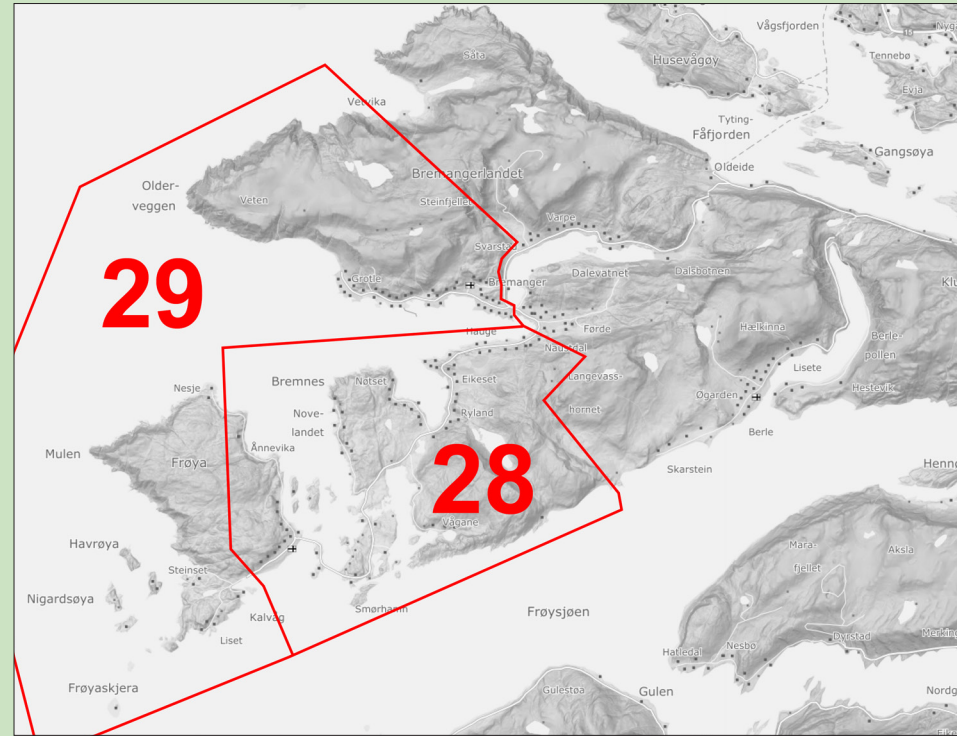 Vågsfjorden
Såta
Husevågøy
15
Tennebø
Evja
Vetvika
Tyting-
Fåfjorden
Gangsøya
Oldeide
Bremangerlandet
Older-
veggen
Veten
Steinfjellet
Varpe
Svarstad
29
Grotle
Bremanger
Dalevatnet
Dalsbotnen
Hauge
Førde
Hælkinna
Berle-
pollen
Naustdal
Lisete
Nesje
Bremnes
Nøtset
Eikeset
Langevass-
Hestevik
Øgarden
Nove-
landet
Ryland
hornet
Mulen
Ånnevika
Berle
Frøya
28
Skarstein
Vågane
Havrøya
Mara-
fjellet
Aksla
Steinset
Nigardsøya
Smørhamn
Frøysjøen
Kalvåg
Liset
Dyrstad
Nesbø
Hatledal
Frøyaskjera
Gulestøa
Gulen